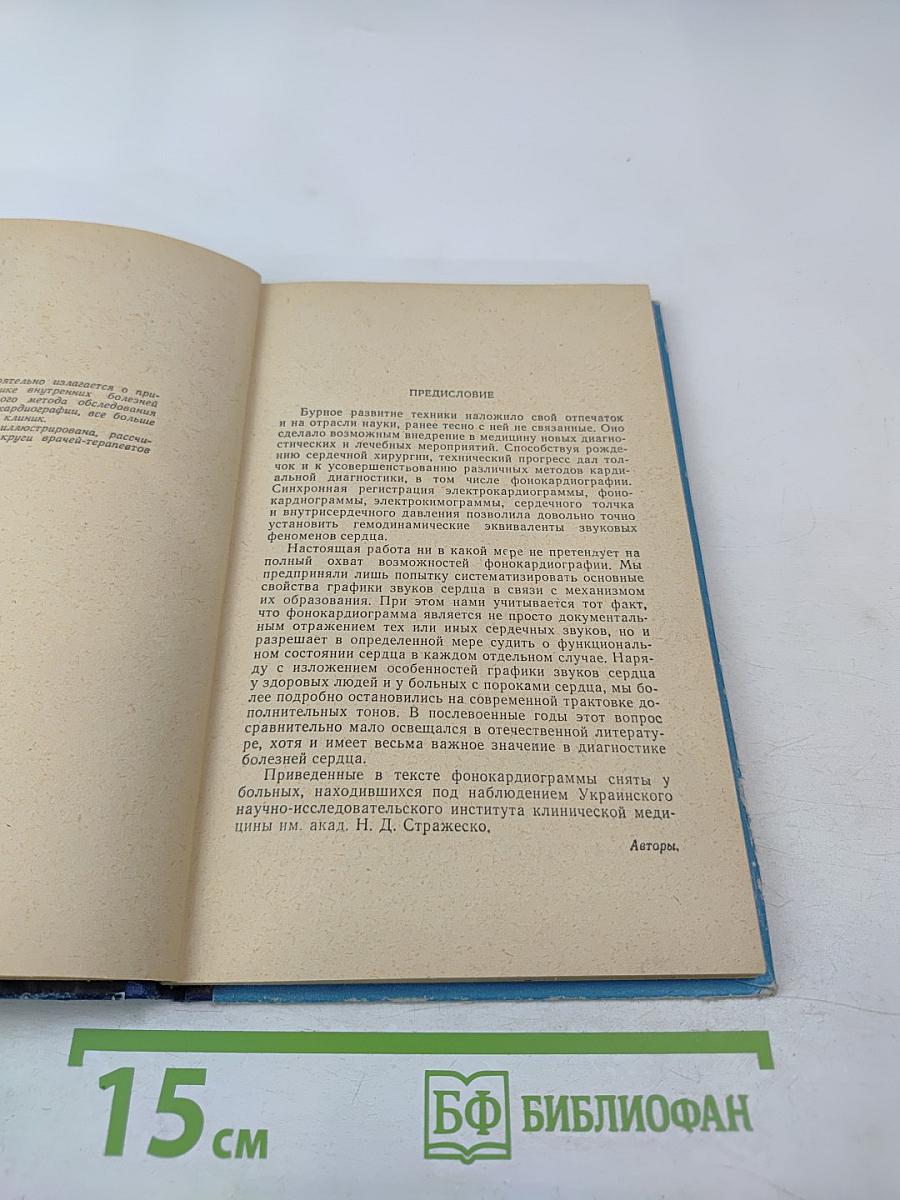 оятельно излагается о при-
ике внутренних болезней
ого метода обследования
кардиографии, все больше
клиник.
иллюстрирована, рассчи-
круги врачей-терапевтов
ПРЕДИСЛОВИЕ
Бурное развитие техники наложило свой отпечаток
и на отрасли науки, ранее тесно с ней не связанные. Оно
сделало возможным внедрение в медицину новых диагно-
стических и лечебных мероприятий. Способствуя рожде-
нию сердечной хирургии, технический прогресс дал тол-
чок и к усовершенствованию различных методов карди-
альной диагностики, в том числе фонокардиографии.
Синхронная регистрация электрокардиограммы, фоно-
кардиограммы, электрокимограммы, сердечного толчка
и внутрисердечного давления позволила довольно точно
установить гемодинамические эквиваленты звуковых
феноменов сердца.
Настоящая работа ни в какой мере не претендует на
полный охват возможностей фонокардиографии. Мы
предприняли лишь попытку систематизировать основные
свойства графики звуков сердца в связи с механизмом
их образования. При этом нами учитывается тот факт,
что фонокардиограмма является не просто документаль-
ным отражением тех или иных сердечных звуков, но и
разрешает в определенной мере судить о функциональ-
ном состоянии сердца в каждом отдельном случае. Наря-
ду с изложением особенностей графики звуков сердца
у здоровых людей и у больных с пороками сердца, мы бо-
лее подробно остановились на современной трактовке до-
полнительных тонов. В послевоенные годы этот вопрос
сравнительно мало освещался в отечественной литерату-
ре, хотя и имеет весьма важное значение в диагностике
болезней сердца.
Приведенные в тексте фонокардиограммы сняты у
больных, находившихся под наблюдением Украинского
научно-исследовательского института клинической меди-
цины им. акад. Н. Д. Стражеско.
Авторы.
15 см
БФ БИБЛИОФАН